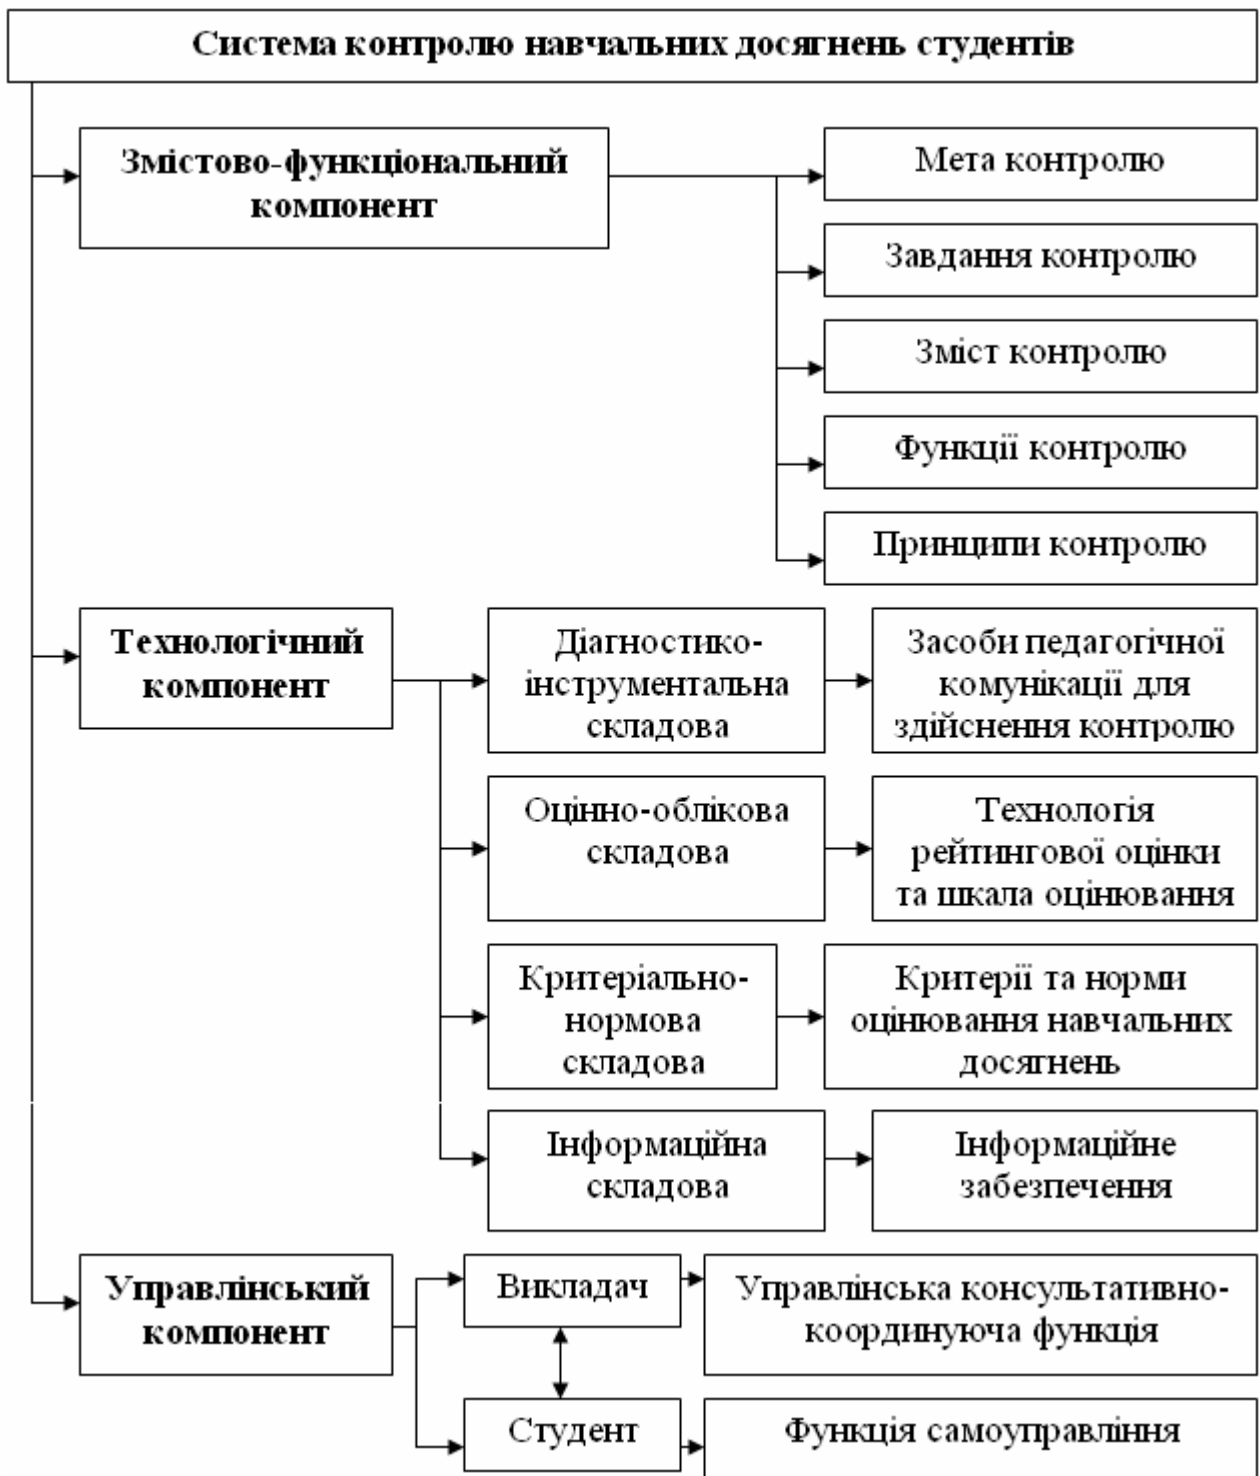 Система контролю навчальних досягнень студентів
Змістово-функціональний
компонент
Мета контролю
Завдання контролю
Зміст контролю
Функції контролю
Принципи контролю
Технологічний
компонент
Діагностико-
інструментальна
складова
Засоби педагогічної
комунікації для
здійснення контролю
Оцінно-облікова
складова
Технологія
рейтингової оцінки
та шкала оцінювання
Критеріально-
нормова
складова
Критерії та норми
оцінювання навчальних
досягнень
Інформаційна
складова
Інформаційне
забезпечення
Управлінський
компонент
Викладач
Управлінська консультативно-
координуюча функція
Студент
Функція самоуправління